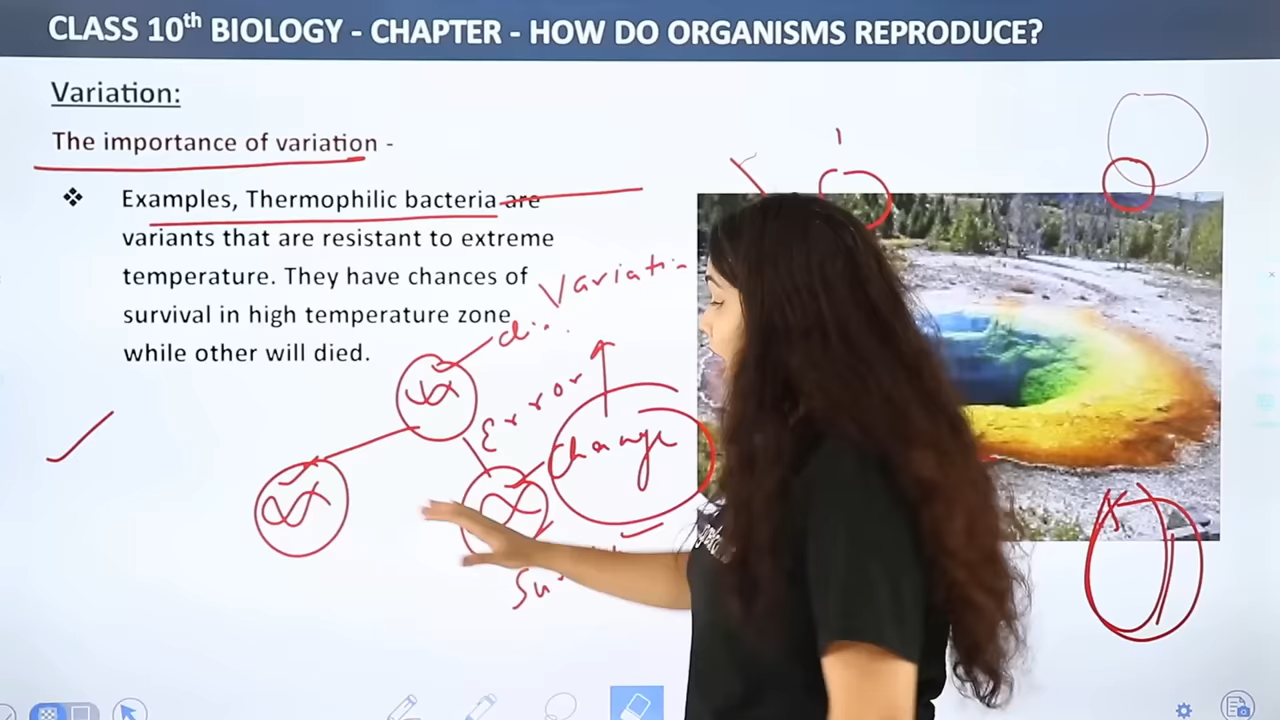 CLASS 10th BIOLOGY - CHAPTER - HOW DO ORGANISMS REPRODUCE?
Variation:
The importance of variation -
❖ Examples, Thermophilic bacteria are
variants that are resistant to extreme
temperature. They have chances of
survival in high temperature zone
while other will died.
Variati
di
Error
Change
Su